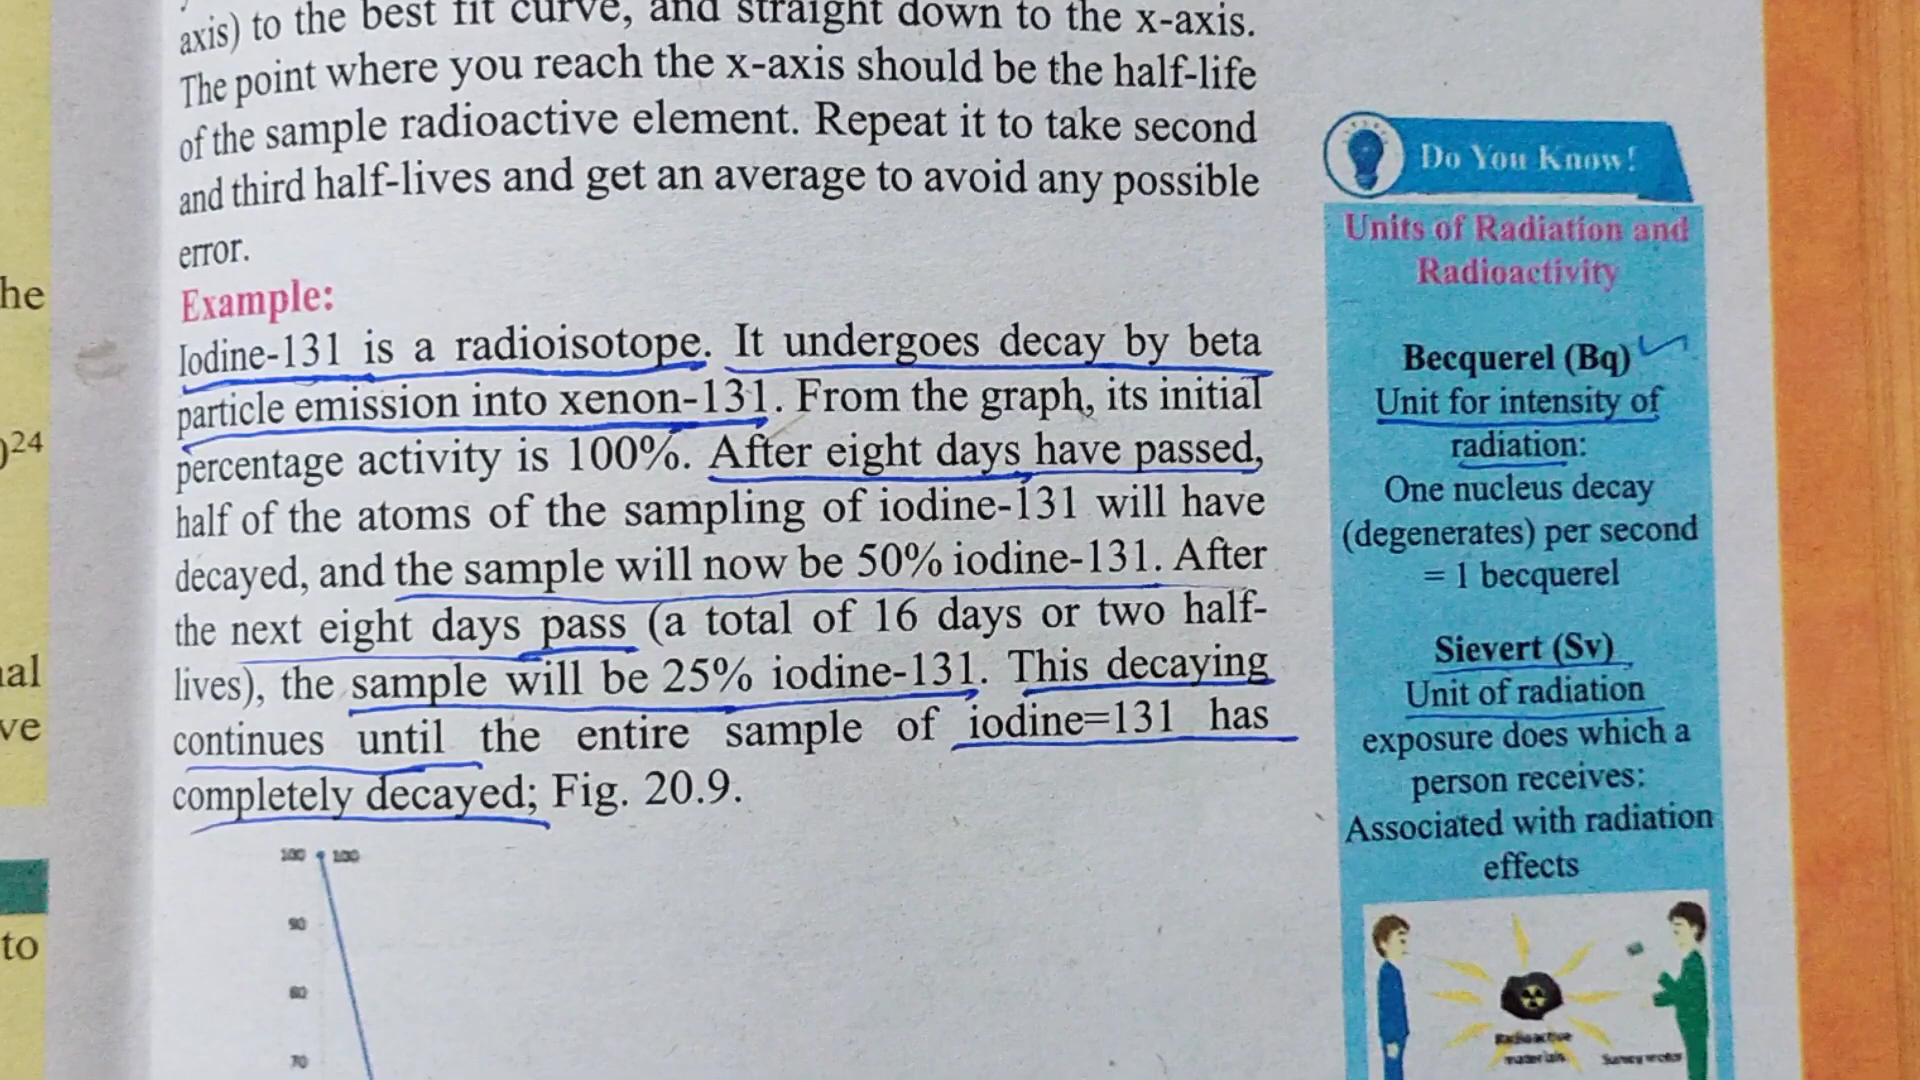 axis) to the best fit curve, and straight down to the x-axis.
The point where you reach the x-axis should be the half-life
of the sample radioactive element. Repeat it to take second
and third half-lives and get an average to avoid any possible
error.
Example:
Iodine-131 is a radioisotope. It undergoes decay by beta
particle emission into xenon-131. From the graph, its initial
percentage activity is 100%. After eight days have passed,
half of the atoms of the sampling of iodine-131 will have
decayed, and the sample will now be 50% iodine-131. After
the next eight days pass (a total of 16 days or two half-
lives), the sample will be 25% iodine-131. This decaying
continues until the entire sample of iodine=131 has
completely decayed; Fig. 20.9.
100 100
90
80
70
Do You Know!
Units of Radiation and
Radioactivity
Becquerel (Bq)
Unit for intensity of
radiation:
One nucleus decay
(degenerates) per second
= 1 becquerel
Sievert (Sv)
Unit of radiation
exposure does which a
person receives:
Associated with radiation
effects
Radioactive
materials
he
24
to